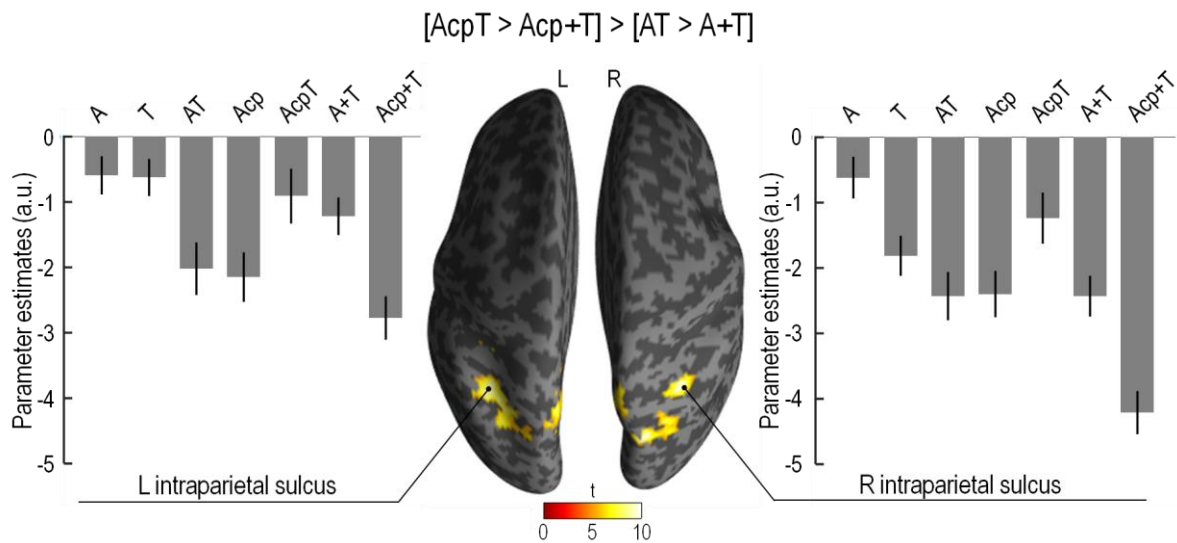 [AcpT > Acp+T] > [AT > A+T]
L R
A T AT Acp AcpT A+T Acp+T
0
-1
-2
-3
-4
-5
Parameter estimates (a.u.)
L intraparietal sulcus
A T AT Acp AcpT A+T Acp+T
0
-1
-2
-3
-4
-5
Parameter estimates (a.u.)
R intraparietal sulcus
t
0 5 10